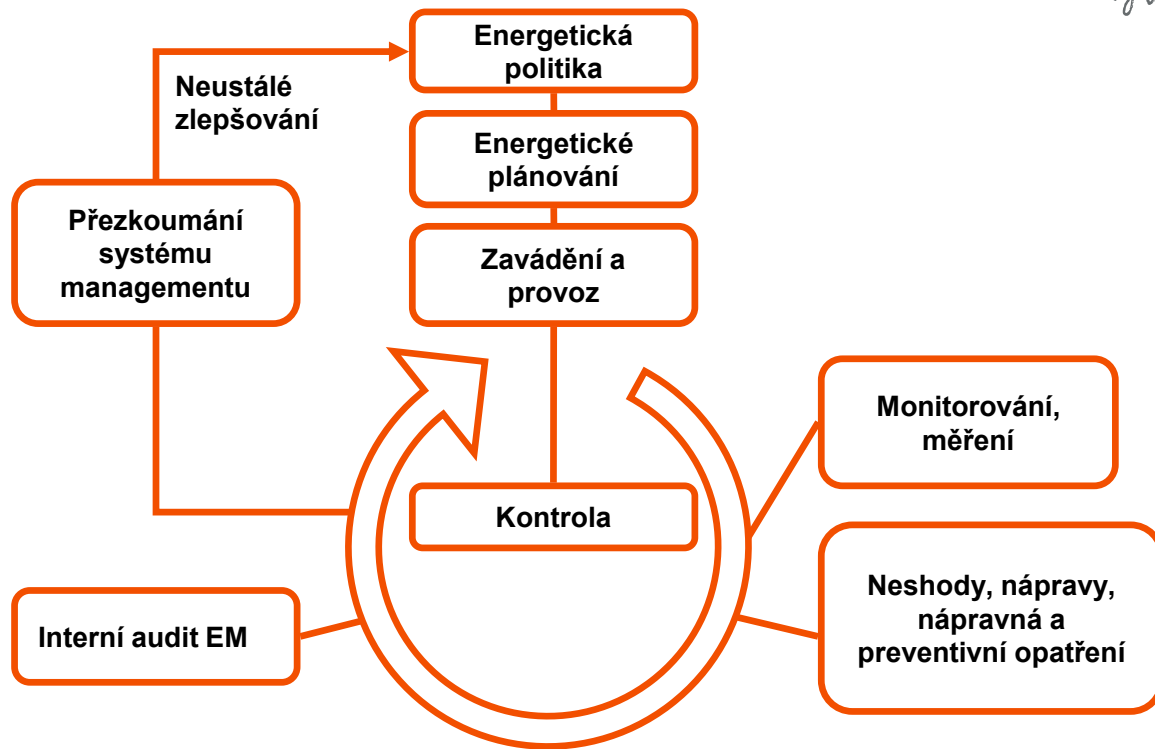 Energetická
politika
Neustálé
zlepšování
Energetické
plánování
Přezkoumání
systému
managementu
Zavádění a
provoz
Monitorování,
měření
Kontrola
Neshody, nápravy,
nápravná a
preventivní opatření
Interní audit EM